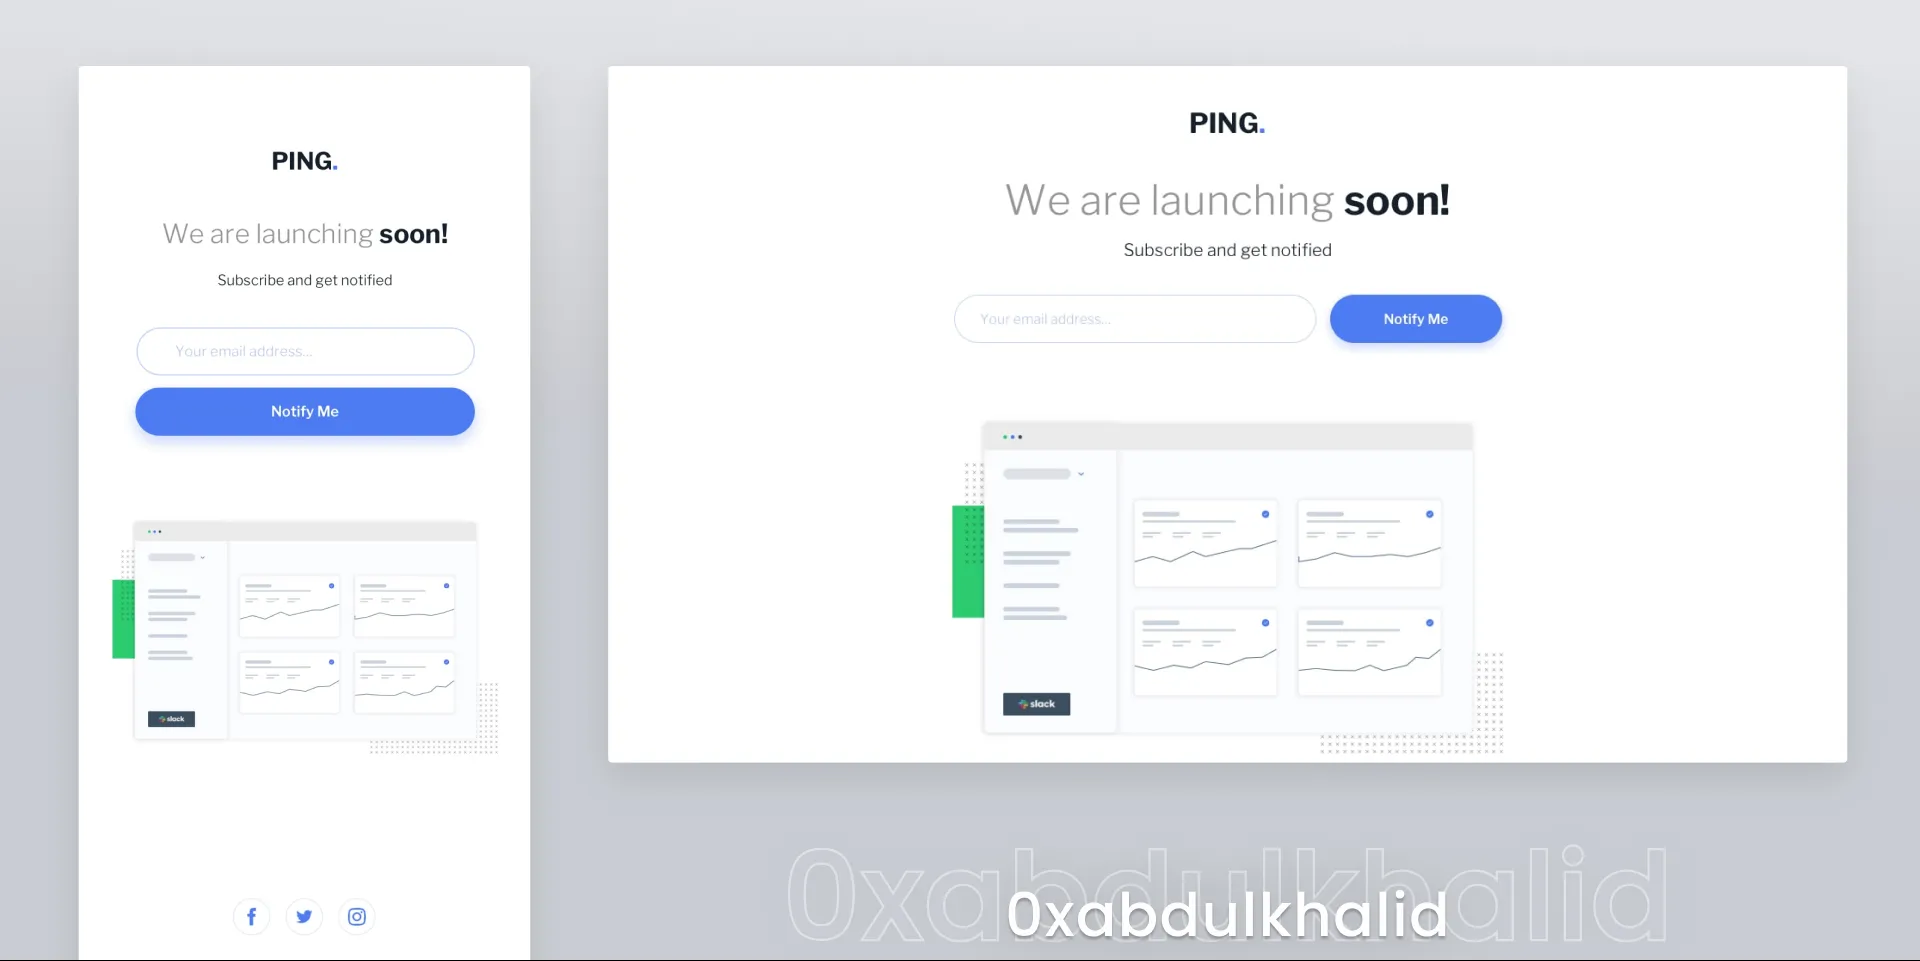 PING.
We are launching soon!
Subscribe and get notified
Your email address...
Notify Me
slack
PING.
We are launching soon!
Subscribe and get notified
Your email address...
Notify Me
slack
0xabdulkhalid
0xabdulkhalid